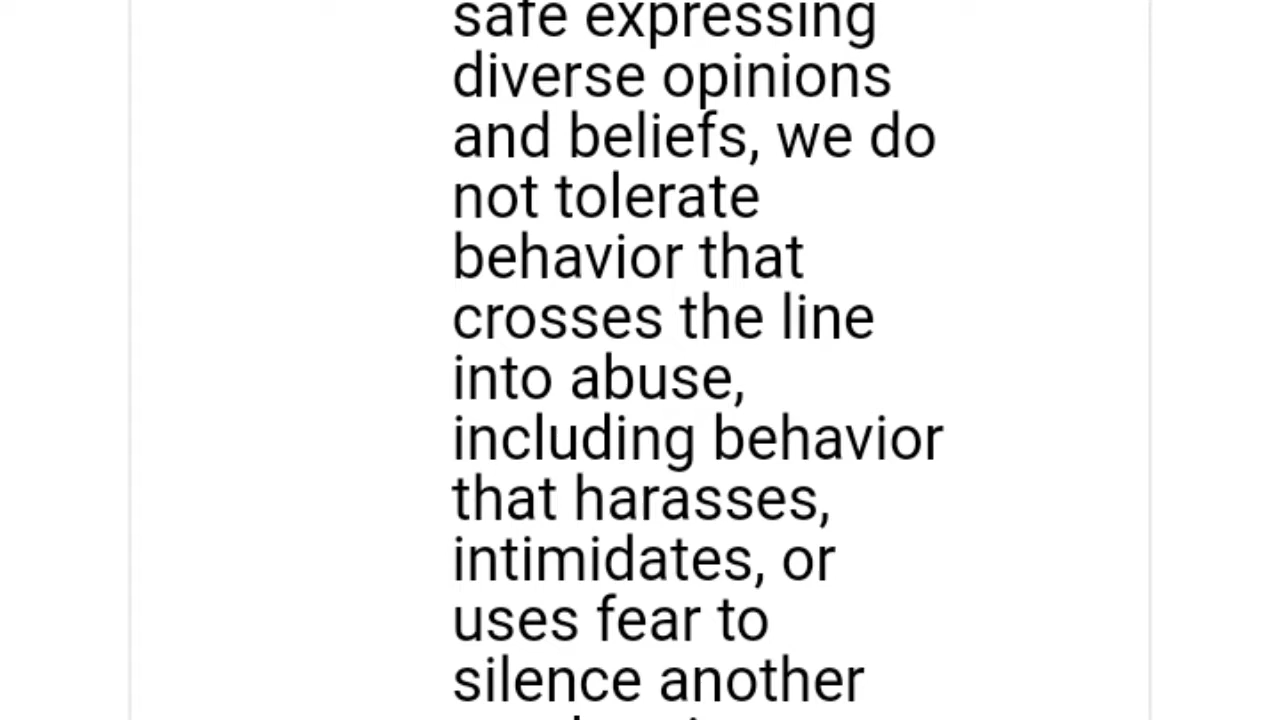 safe expressing
diverse opinions
and beliefs, we do
not tolerate
behavior that
crosses the line
into abuse,
including behavior
that harasses,
intimidates, or
uses fear to
silence another